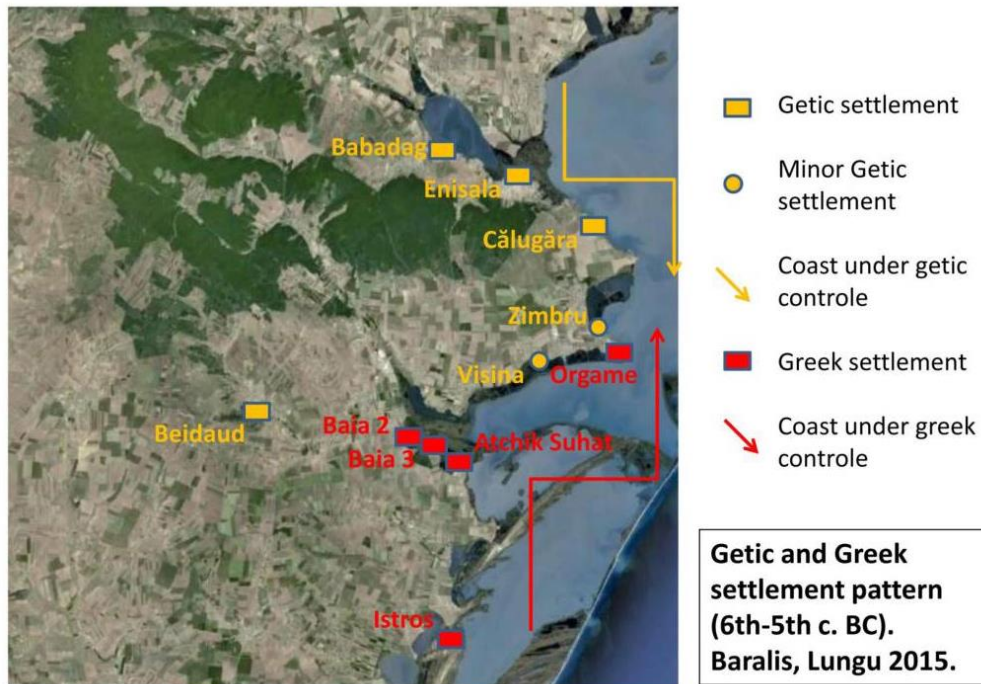 Babadag
Enisala
Călugăra
Zimbru
Visina
Orgame
Beidaud
Baia 2
Baia 3
Atchik Suhat
Istros
Getic settlement
Minor Getic
settlement
Coast under getic
controle
Greek settlement
Coast under greek
controle
Getic and Greek
settlement pattern
(6th-5th c. BC).
Baralis, Lungu 2015.